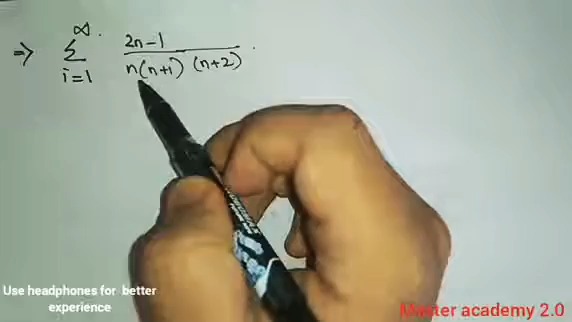 ⇒ ∞ Σ i=1 2n-1 / n(n+1) (n+2)
Use headphones for better
experience
Master academy 2.0